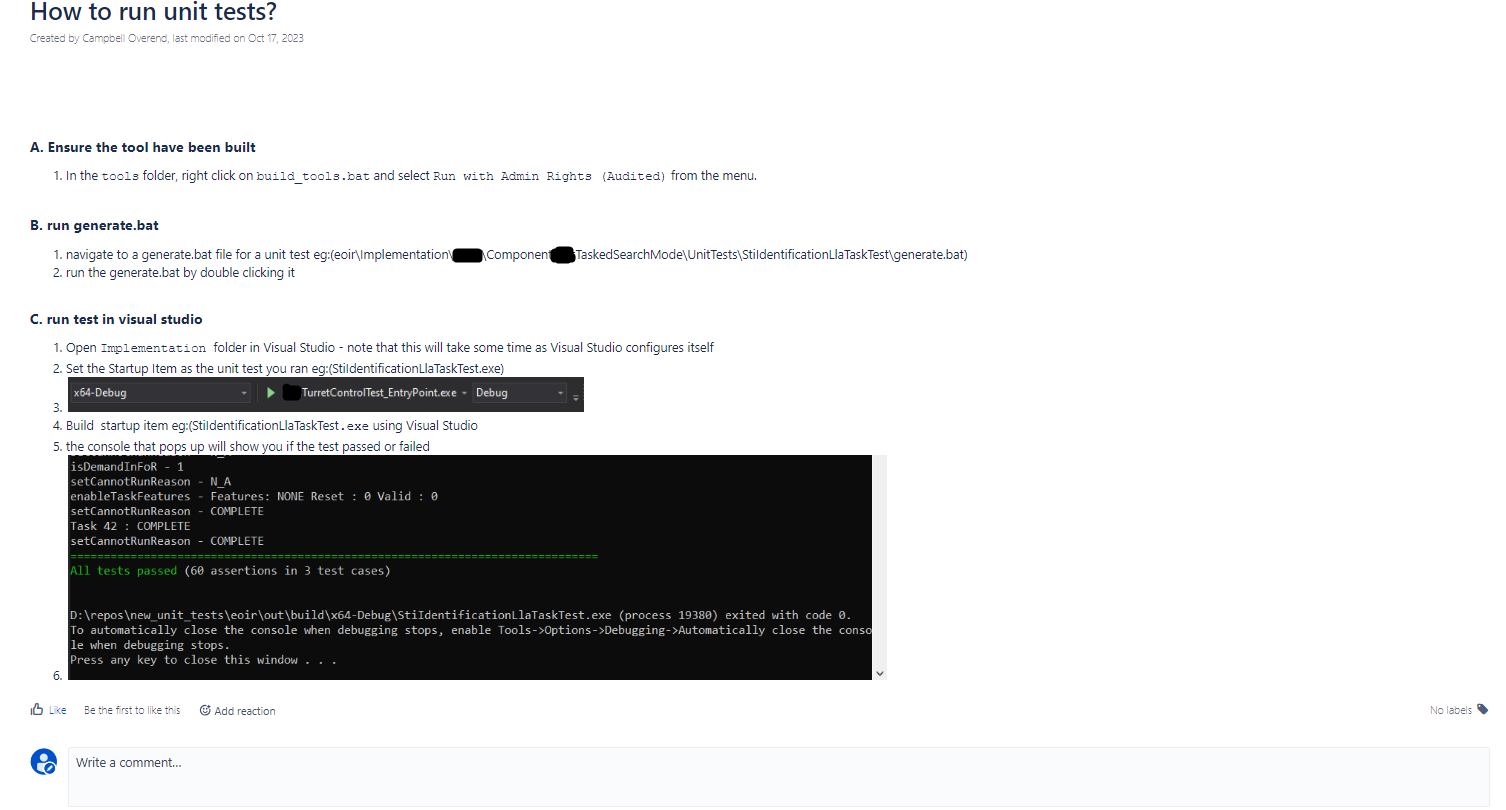 How to run unit tests?
Created by Campbell Overend, last modified on Oct 17, 2023
A. Ensure the tool have been built
1. In the tools folder, right click on build_tools.bat and select Run with Admin Rights (Audited) from the menu.
B. run generate.bat
1. navigate to a generate.bat file for a unit test eg:(eoir\Implementation\ \Component TaskedSearchMode\UnitTests\StiIdentificationLlaTaskTest\generate.bat)
2. run the generate.bat by double clicking it
C. run test in visual studio
1. Open Implementation folder in Visual Studio - note that this will take some time as Visual Studio configures itself
2. Set the Startup Item as the unit test you ran eg:(StiIdentificationLlaTaskTest.exe)
3. x64-Debug TurretControlTest_EntryPoint.exe Debug
4. Build startup item eg:(StiIdentificationLlaTaskTest.exe using Visual Studio
5. the console that pops up will show you if the test passed or failed
isDemandInFoR - 1
setCannotRunReason - N_A
enableTaskFeatures - Features: NONE Reset : 0 Valid : 0
setCannotRunReason - COMPLETE
Task 42 : COMPLETE
setCannotRunReason - COMPLETE
===============================================================================
All tests passed (60 assertions in 3 test cases)
D:\repos\new_unit_tests\eoir\out\build\x64-Debug\StiIdentificationLlaTaskTest.exe (process 19380) exited with code 0.
To automatically close the console when debugging stops, enable Tools->Options->Debugging->Automatically close the conso
le when debugging stops.
Press any key to close this window . . .
6.
Like Be the first to like this Add reaction No labels
Write a comment...